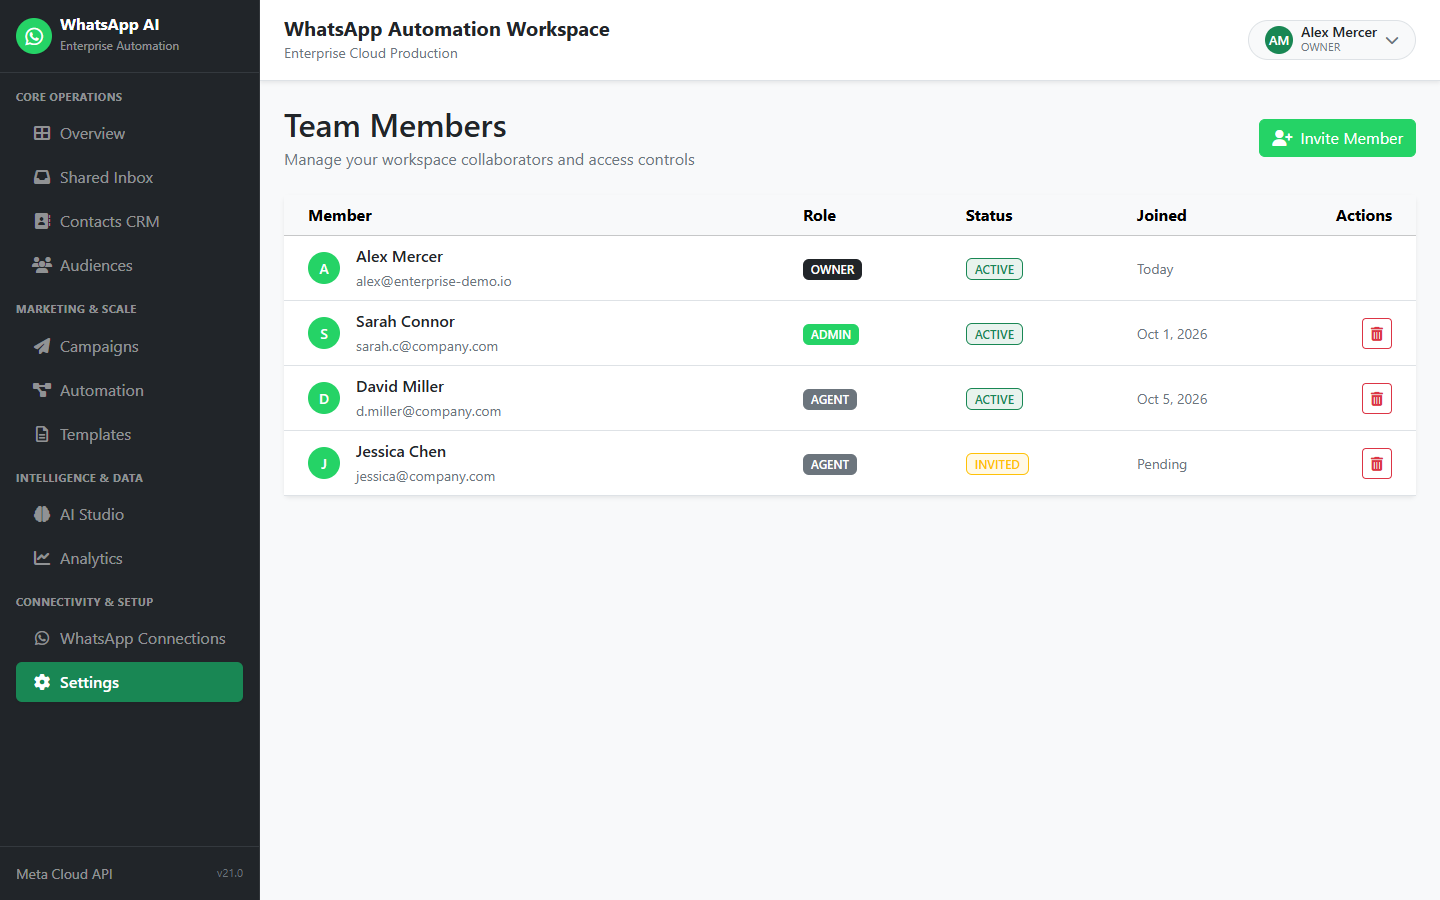 WhatsApp AI
Enterprise Automation
CORE OPERATIONS
Overview
Shared Inbox
Contacts CRM
Audiences
MARKETING & SCALE
Campaigns
Automation
Templates
INTELLIGENCE & DATA
AI Studio
Analytics
CONNECTIVITY & SETUP
WhatsApp Connections
Settings
Meta Cloud API v21.0
WhatsApp Automation Workspace
Enterprise Cloud Production
AM
Alex Mercer
OWNER
Team Members
Manage your workspace collaborators and access controls
Invite Member
Member Role Status Joined Actions
A
Alex Mercer
alex@enterprise-demo.io
OWNER ACTIVE Today
S
Sarah Connor
sarah.c@company.com
ADMIN ACTIVE Oct 1, 2026
D
David Miller
d.miller@company.com
AGENT ACTIVE Oct 5, 2026
J
Jessica Chen
jessica@company.com
AGENT INVITED Pending